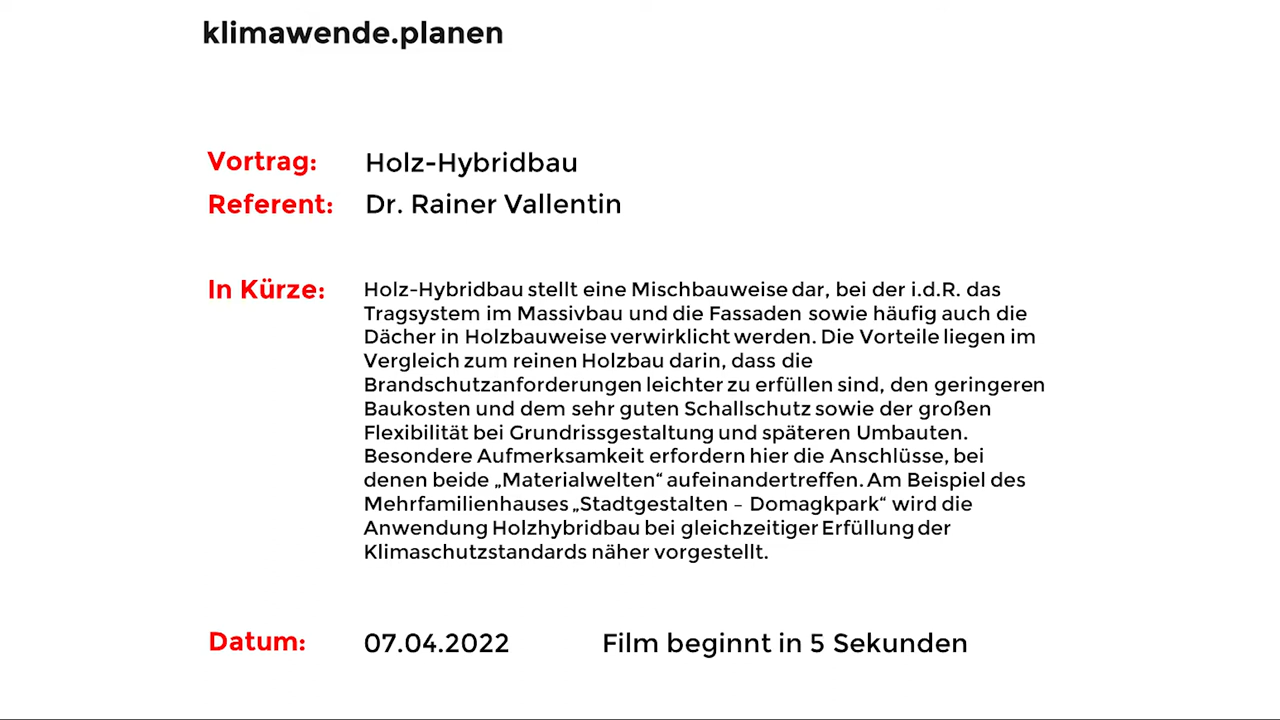 klimawende.planen
Vortrag: Holz-Hybridbau
Referent: Dr. Rainer Vallentin
In Kürze: Holz-Hybridbau stellt eine Mischbauweise dar, bei der i.d.R. das
Tragsystem im Massivbau und die Fassaden sowie häufig auch die
Dächer in Holzbauweise verwirklicht werden. Die Vorteile liegen im
Vergleich zum reinen Holzbau darin, dass die
Brandschutzanforderungen leichter zu erfüllen sind, den geringeren
Baukosten und dem sehr guten Schallschutz sowie der großen
Flexibilität bei Grundrissgestaltung und späteren Umbauten.
Besondere Aufmerksamkeit erfordern hier die Anschlüsse, bei
denen beide „Materialwelten“ aufeinandertreffen. Am Beispiel des
Mehrfamilienhauses „Stadtgestalten – Domagkpark“ wird die
Anwendung Holzhybridbau bei gleichzeitiger Erfüllung der
Klimaschutzstandards näher vorgestellt.
Datum: 07.04.2022 Film beginnt in 5 Sekunden